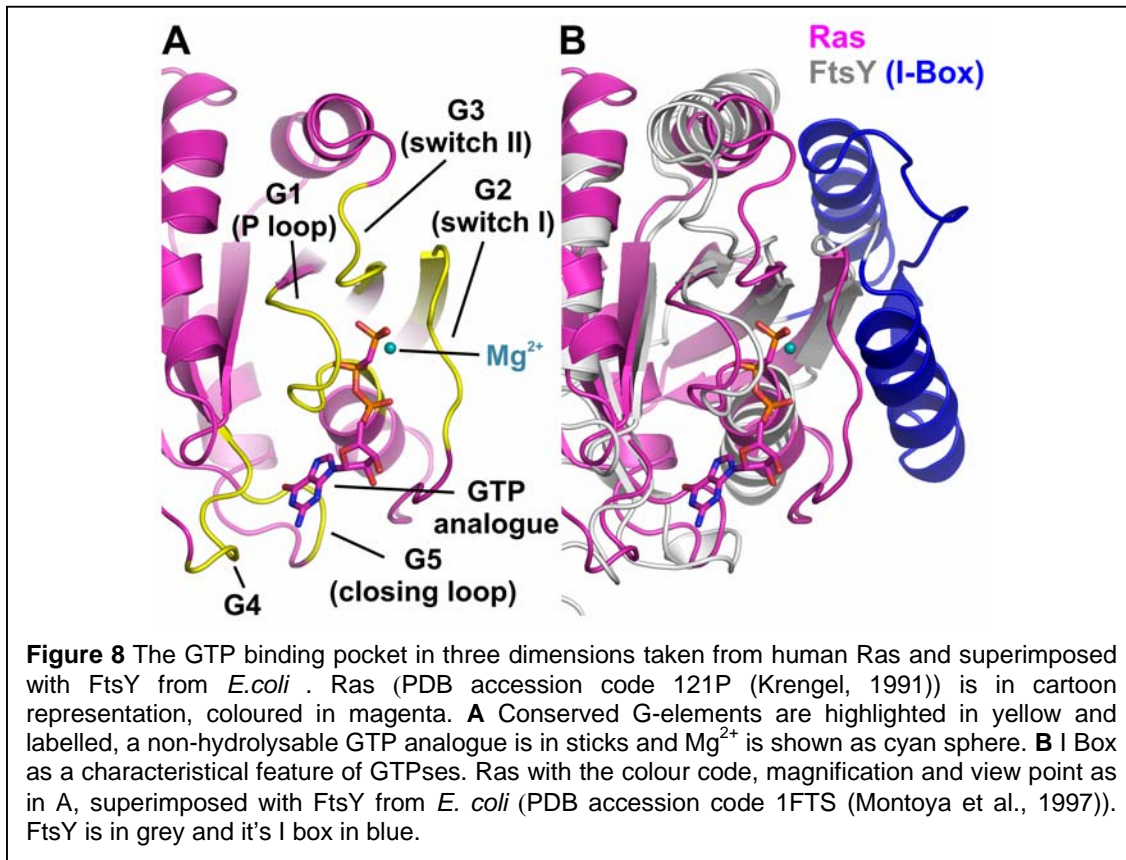 A
B
Ras
FtsY (I-Box)
G3
(switch II)
G1
(P loop)
G2
(switch I)
Mg²⁺
GTP
analogue
G5
(closing loop)
G4
Figure 8 The GTP binding pocket in three dimensions taken from human Ras and superimposed
with FtsY from E.coli . Ras (PDB accession code 121P (Krengel, 1991)) is in cartoon
representation, coloured in magenta. A Conserved G-elements are highlighted in yellow and
labelled, a non-hydrolysable GTP analogue is in sticks and Mg²⁺ is shown as cyan sphere. B I Box
as a characteristical feature of GTPses. Ras with the colour code, magnification and view point as
in A, superimposed with FtsY from E. coli (PDB accession code 1FTS (Montoya et al., 1997)).
FtsY is in grey and it's I box in blue.